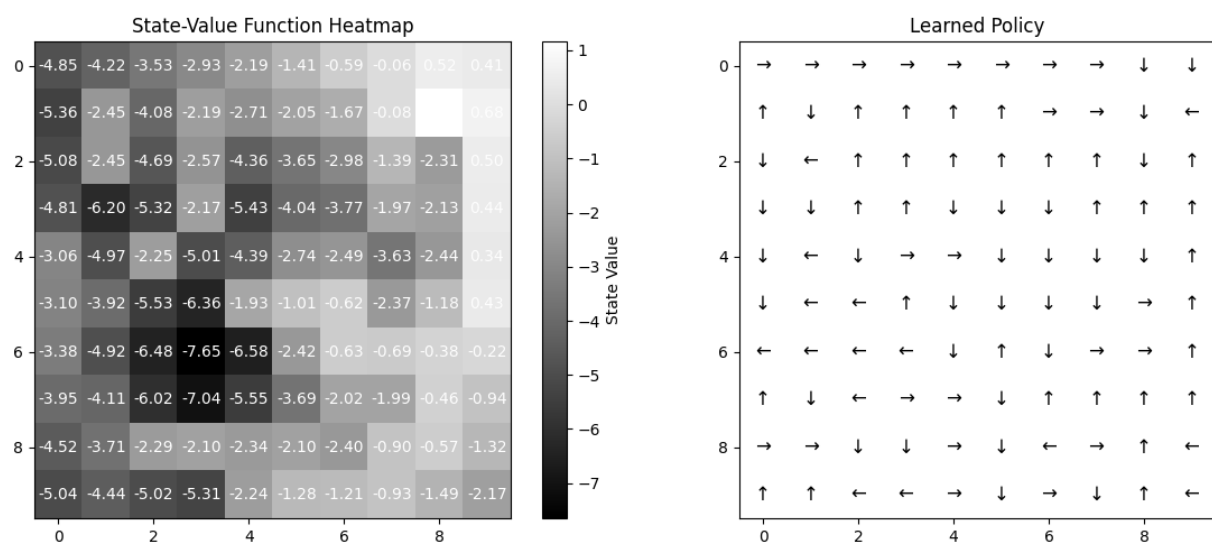 State-Value Function Heatmap
0 -4.85 -4.22 -3.53 -2.93 -2.19 -1.41 -0.59 -0.06 0.52 0.41
-5.36 -2.45 -4.08 -2.19 -2.71 -2.05 -1.67 -0.08 0.68
2 -5.08 -2.45 -4.69 -2.57 -4.36 -3.65 -2.98 -1.39 -2.31 0.50
-4.81 -6.20 -5.32 -2.17 -5.43 -4.04 -3.77 -1.97 -2.13 0.44
4 -3.06 -4.97 -2.25 -5.01 -4.39 -2.74 -2.49 -3.63 -2.44 0.34
-3.10 -3.92 -5.53 -6.36 -1.93 -1.01 -0.62 -2.37 -1.18 0.43
6 -3.38 -4.92 -6.48 -7.65 -6.58 -2.42 -0.63 -0.69 -0.38 -0.22
-3.95 -4.11 -6.02 -7.04 -5.55 -3.69 -2.02 -1.99 -0.46 -0.94
8 -4.52 -3.71 -2.29 -2.10 -2.34 -2.10 -2.40 -0.90 -0.57 -1.32
-5.04 -4.44 -5.02 -5.31 -2.24 -1.28 -1.21 -0.93 -1.49 -2.17
0 2 4 6 8
1
0
-1
-2
-3
-4
-5
-6
-7
State Value
Learned Policy
0 → → → → → → → → ↓ ↓
↑ ↓ ↑ ↑ ↑ ↑ → → ↓ ←
2 ↓ ← ↑ ↑ ↑ ↑ ↑ ↑ ↓ ↑
↓ ↓ ↑ ↑ ↓ ↓ ↓ ↑ ↑ ↑
4 ↓ ← ↓ → → ↓ ↓ ↓ ↓ ↑
↓ ← ← ↑ ↓ ↓ ↓ ↓ → ↑
6 ← ← ← ← ↓ ↑ ↓ → → ↑
↑ ↓ ← → → ↓ ↑ ↑ ↑ ↑
8 → → ↓ ↓ → ↓ ← → ↑ ←
↑ ↑ ← ← → ↓ → ↓ ↑ ←
0 2 4 6 8